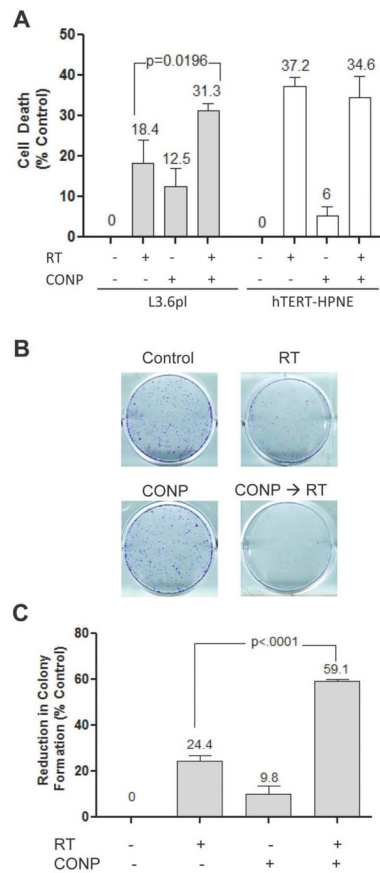 A
Cell Death
(% Control)
50
40
30
20
10
0
p=0.0196
0
18.4
12.5
31.3
0
37.2
6
34.6
RT - + - + - + - +
CONP - - + + - - + +
L3.6pl hTERT-HPNE
B
Control RT
CONP CONP → RT
C
Reduction in Colony
Formation (% Control)
80
60
40
20
0
p<.0001
0
24.4
9.8
59.1
RT - + - +
CONP - - + +